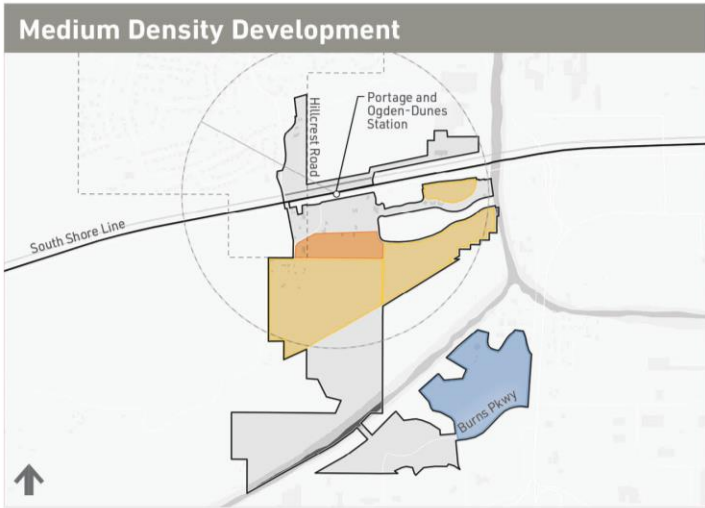 Medium Density Development
Hillcrest Road
Portage and
Ogden-Dunes
Station
South Shore Line
Burns Pkwy